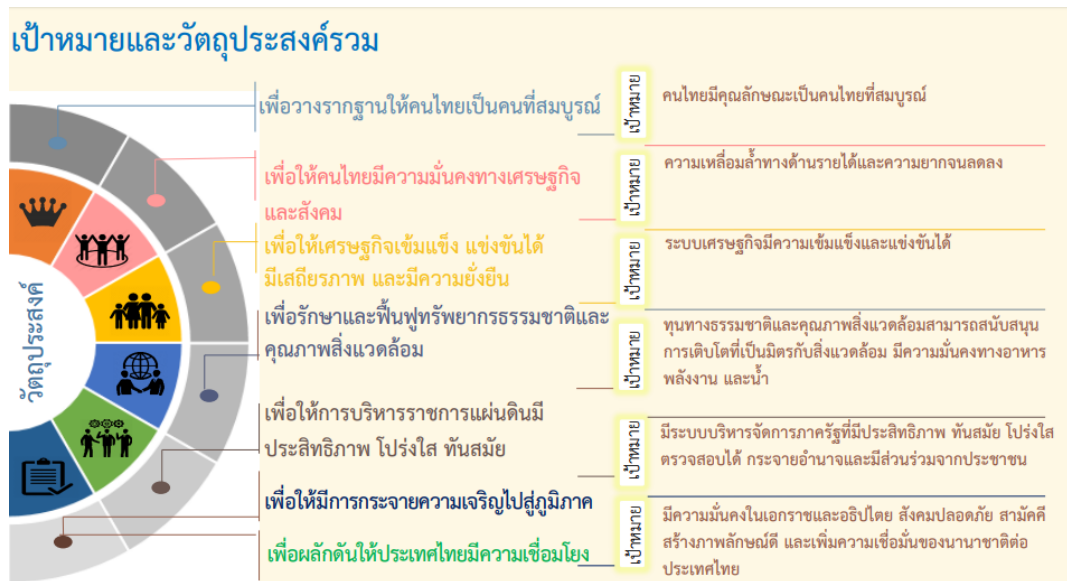 เป้าหมายและวัตถุประสงค์รวม
วัตถุประสงค์
เพื่อวางรากฐานให้คนไทยเป็นคนที่สมบูรณ์
เป้าหมาย
คนไทยมีคุณลักษณะเป็นคนไทยที่สมบูรณ์
เพื่อให้คนไทยมีความมั่นคงทางเศรษฐกิจ
และสังคม
เป้าหมาย
ความเหลื่อมล้ำทางด้านรายได้และความยากจนลดลง
เพื่อให้เศรษฐกิจเข้มแข็ง แข่งขันได้
มีเสถียรภาพ และมีความยั่งยืน
เป้าหมาย
ระบบเศรษฐกิจมีความเข้มแข็งและแข่งขันได้
เพื่อรักษาและฟื้นฟูทรัพยากรธรรมชาติและ
คุณภาพสิ่งแวดล้อม
เป้าหมาย
ทุนทางธรรมชาติและคุณภาพสิ่งแวดล้อมสามารถสนับสนุน
การเติบโตที่เป็นมิตรกับสิ่งแวดล้อม มีความมั่นคงทางอาหาร
พลังงาน และน้ำ
เพื่อให้การบริหารราชการแผ่นดินมี
ประสิทธิภาพ โปร่งใส ทันสมัย
เป้าหมาย
มีระบบบริหารจัดการภาครัฐที่มีประสิทธิภาพ ทันสมัย โปร่งใส
ตรวจสอบได้ กระจายอำนาจและมีส่วนร่วมจากประชาชน
เพื่อให้มีการกระจายความเจริญไปสู่ภูมิภาค
เพื่อผลักดันให้ประเทศไทยมีความเชื่อมโยง
เป้าหมาย
มีความมั่นคงในเอกราชและอธิปไตย สังคมปลอดภัย สามัคคี
สร้างภาพลักษณ์ดี และเพิ่มความเชื่อมั่นของนานาชาติต่อ
ประเทศไทย